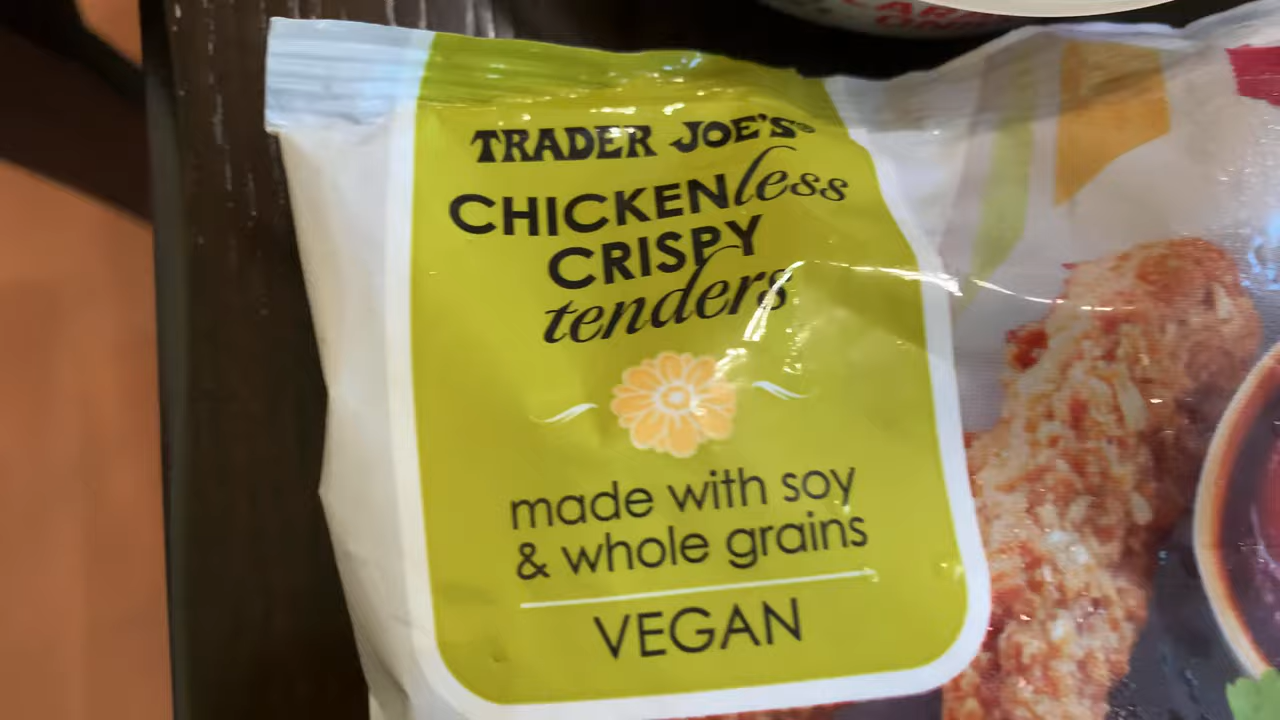 TRADER JOE'S®
CHICKENless
CRISPY
tenders
made with soy
& whole grains
VEGAN